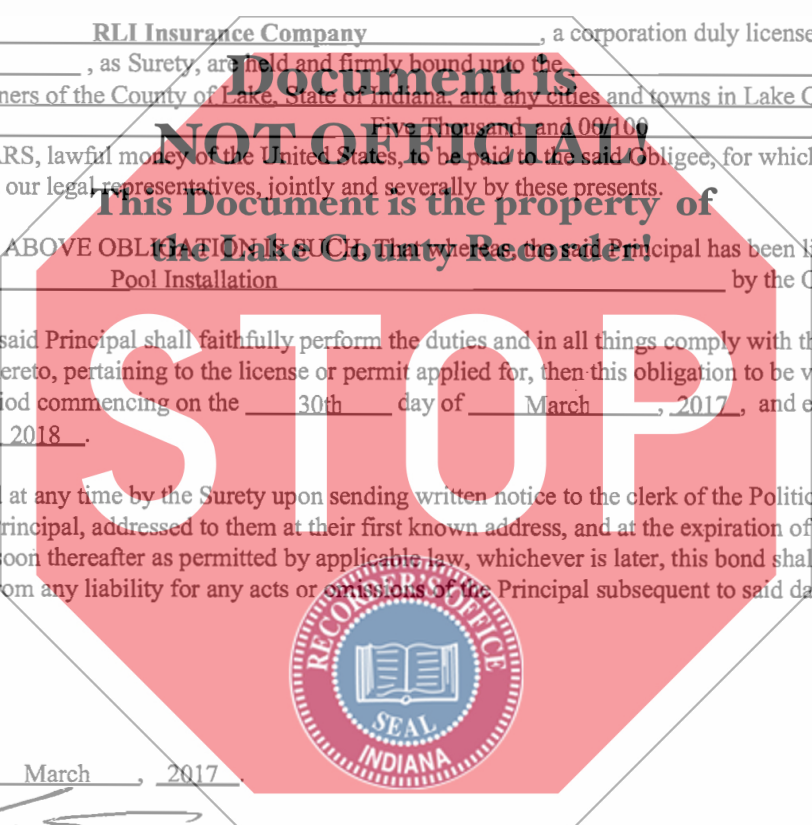 RLI Insurance Company , a corporation duly license
, as Surety, are held and firmly bound unto the
Document is
ners of the County of Lake, State of Indiana, and any cities and towns in Lake C
Five Thousand and 00/100
NOT OFFICIAL!
ARS, lawful money of the United States, to be paid to the said Obligee, for which
our legal representatives, jointly and severally by these presents.
This Document is the property of
the Lake County Recorder!
ABOVE OBLIGATION IS SUCH, That whereas, the said Principal has been li
Pool Installation by the C
said Principal shall faithfully perform the duties and in all things comply with th
ereto, pertaining to the license or permit applied for, then this obligation to be v
iod commencing on the 30th day of March , 2017 , and e
2018 .
STOP
l at any time by the Surety upon sending written notice to the clerk of the Politic
rincipal, addressed to them at their first known address, and at the expiration of
soon thereafter as permitted by applicable law, whichever is later, this bond shal
om any liability for any acts or omissions of the Principal subsequent to said da
RECORDER'S OFFICE
SEAL
INDIANA
March , 2017 .